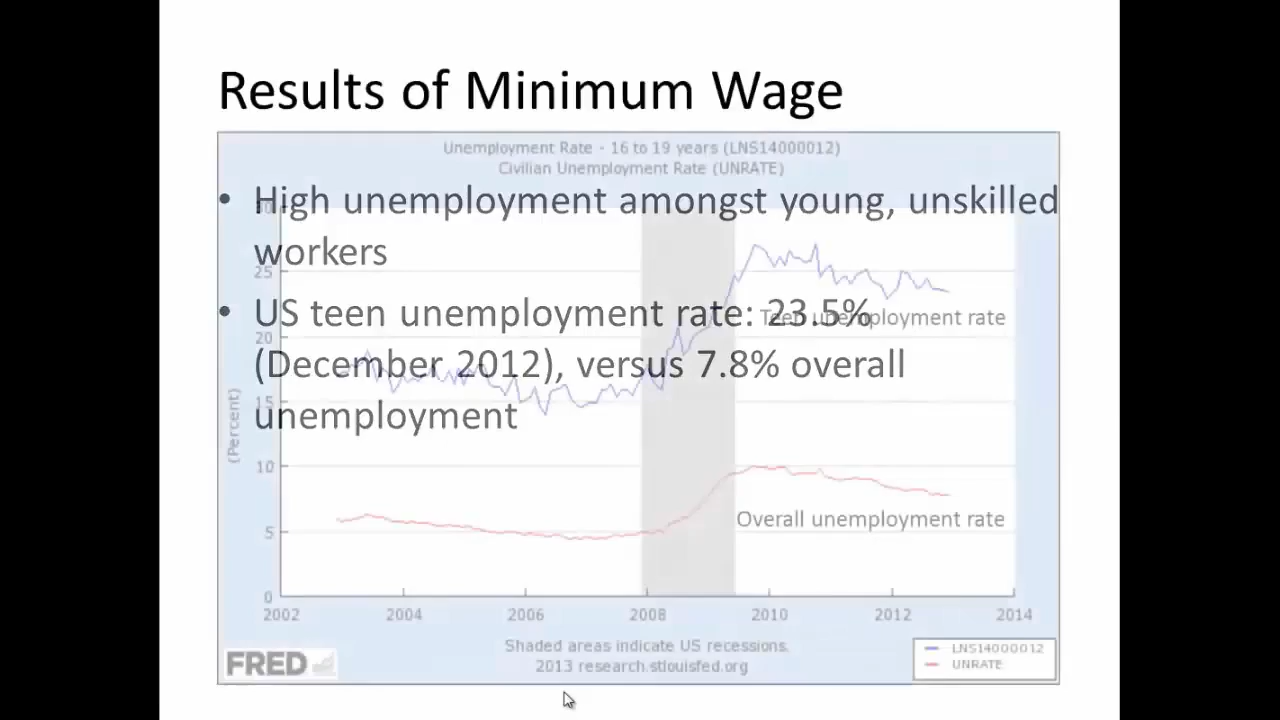 Results of Minimum Wage
Unemployment Rate - 16 to 19 years (LNS14000012)
Civilian Unemployment Rate (UNRATE)
• High unemployment amongst young, unskilled
workers
• US teen unemployment rate: 23.5%
(December 2012), versus 7.8% overall
unemployment
Teen unemployment rate
Overall unemployment rate
(Percent)
30
25
20
15
10
5
0
2002 2004 2006 2008 2010 2012 2014
Shaded areas indicate US recessions.
2013 research.stlouisfed.org
FRED
LNS14000012
UNRATE